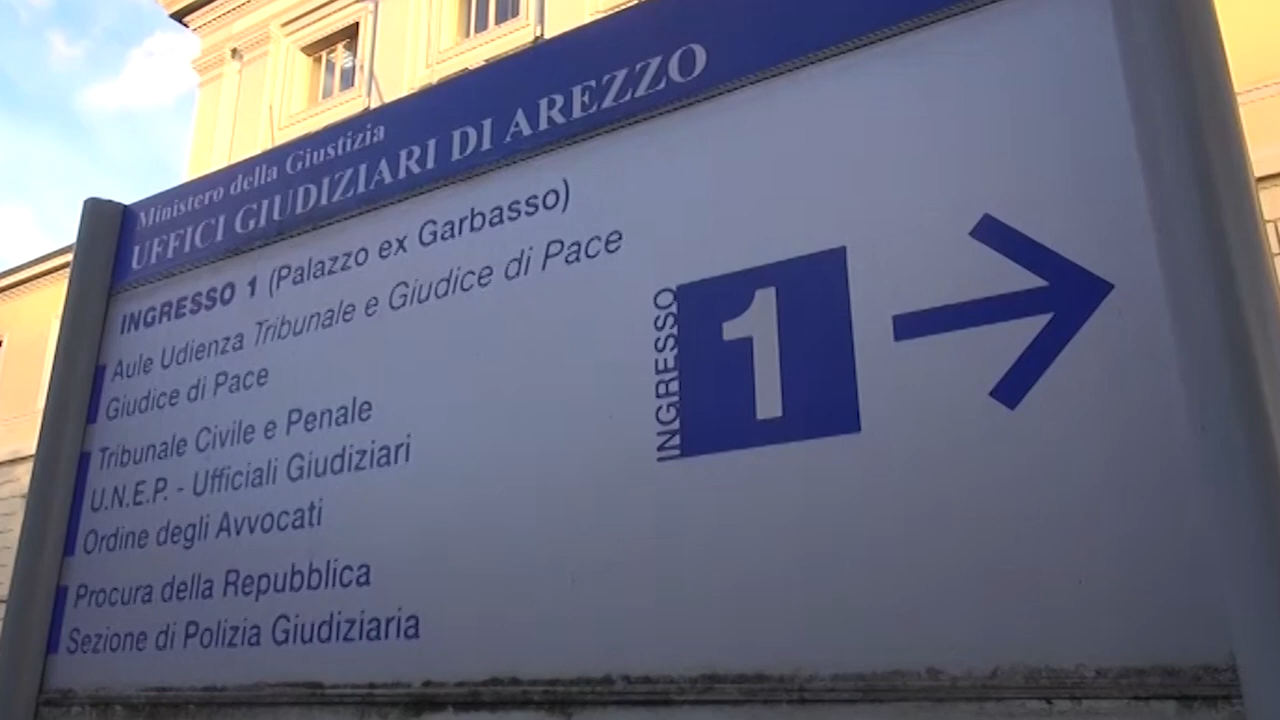 Ministero della Giustizia
UFFICI GIUDIZIARI DI AREZZO
INGRESSO 1 (Palazzo ex Garbasso)
Aule Udienza Tribunale e Giudice di Pace
Giudice di Pace
Tribunale Civile e Penale
U.N.E.P. - Ufficiali Giudiziari
Ordine degli Avvocati
Procura della Repubblica
Sezione di Polizia Giudiziaria
INGRESSO
1